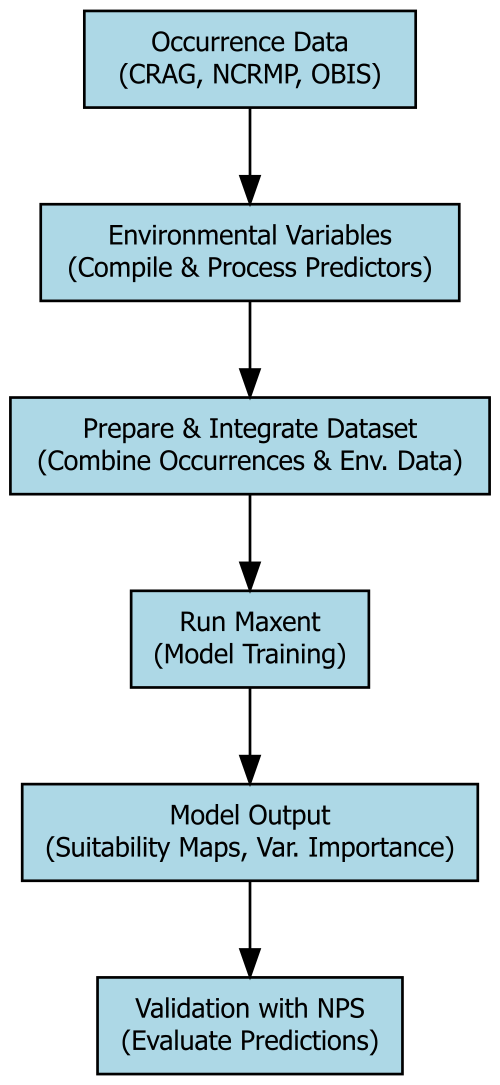 Occurrence Data
(CRAG, NCRMP, OBIS)
Environmental Variables
(Compile & Process Predictors)
Prepare & Integrate Dataset
(Combine Occurrences & Env. Data)
Run Maxent
(Model Training)
Model Output
(Suitability Maps, Var. Importance)
Validation with NPS
(Evaluate Predictions)